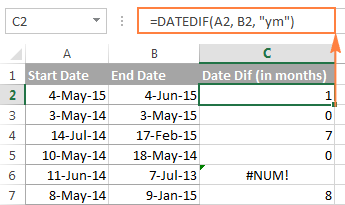 C2 =DATEDIF(A2, B2, "ym")
A B C
1 Start Date End Date Date Dif (in months)
2 4-May-15 4-Jun-15 1
3 3-May-14 3-May-15 0
4 14-Jul-14 17-Feb-15 7
5 10-May-14 18-May-14 0
6 11-Jun-14 7-Jul-13 #NUM!
7 8-May-14 9-Jan-15 8